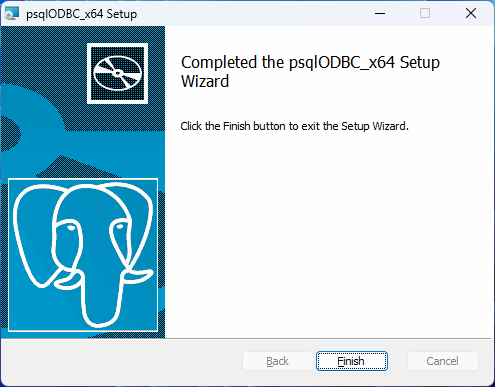 psqlODBC_x64 Setup
Completed the psqlODBC_x64 Setup
Wizard
Click the Finish button to exit the Setup Wizard.
Back
Finish
Cancel